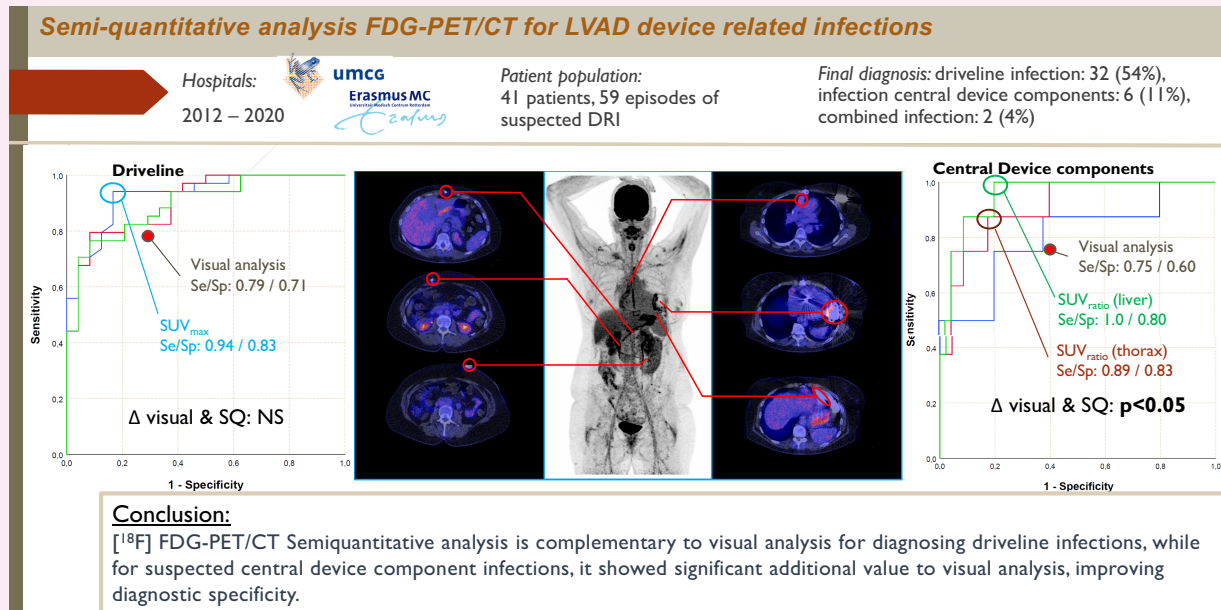 Semi-quantitative analysis FDG-PET/CT for LVAD device related infections
Hospitals:
2012 – 2020
umcg
Erasmus MC
Universitair Medisch Centrum Rotterdam
Erasmus
Patient population:
41 patients, 59 episodes of
suspected DRI
Final diagnosis: driveline infection: 32 (54%),
infection central device components: 6 (11%),
combined infection: 2 (4%)
Driveline
Sensitivity
1,0
0,8
0,6
0,4
0,2
0,0
0,0 0,2 0,4 0,6 0,8 1,0
1 - Specificity
Visual analysis
Se/Sp: 0.79 / 0.71
SUVmax
Se/Sp: 0.94 / 0.83
Δ visual & SQ: NS
Central Device components
Sensitivity
1,0
0,8
0,6
0,4
0,2
0,0
0,0 0,2 0,4 0,6 0,8 1,0
1 - Specificity
Visual analysis
Se/Sp: 0.75 / 0.60
SUVratio (liver)
Se/Sp: 1.0 / 0.80
SUVratio (thorax)
Se/Sp: 0.89 / 0.83
Δ visual & SQ: p<0.05
Conclusion:
[18F] FDG-PET/CT Semiquantitative analysis is complementary to visual analysis for diagnosing driveline infections, while
for suspected central device component infections, it showed significant additional value to visual analysis, improving
diagnostic specificity.